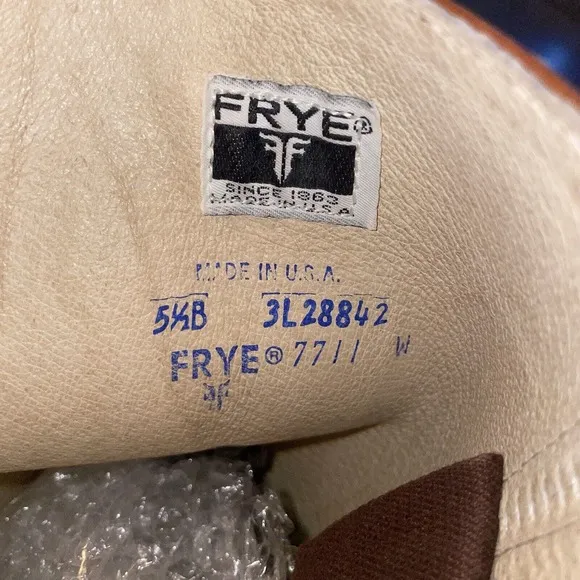 FRYE®
SINCE 1863
MADE IN U.S.A
MADE IN U.S.A.
5½B 3L28842
FRYE® 7711 W